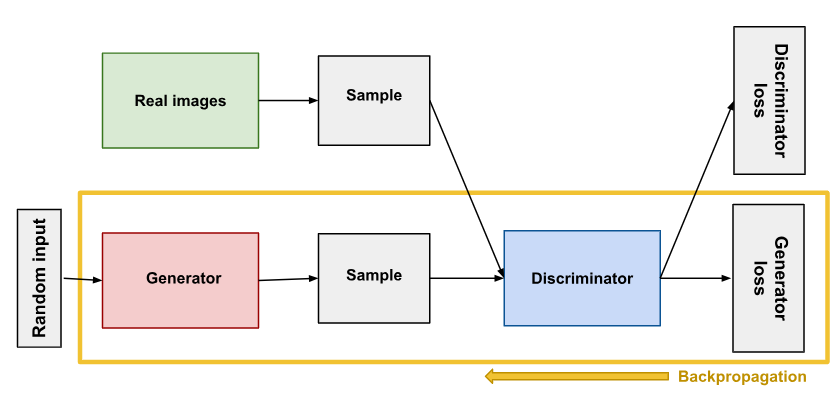 Real images
Sample
Discriminator
loss
Random input
Generator
Sample
Discriminator
Generator
loss
Backpropagation